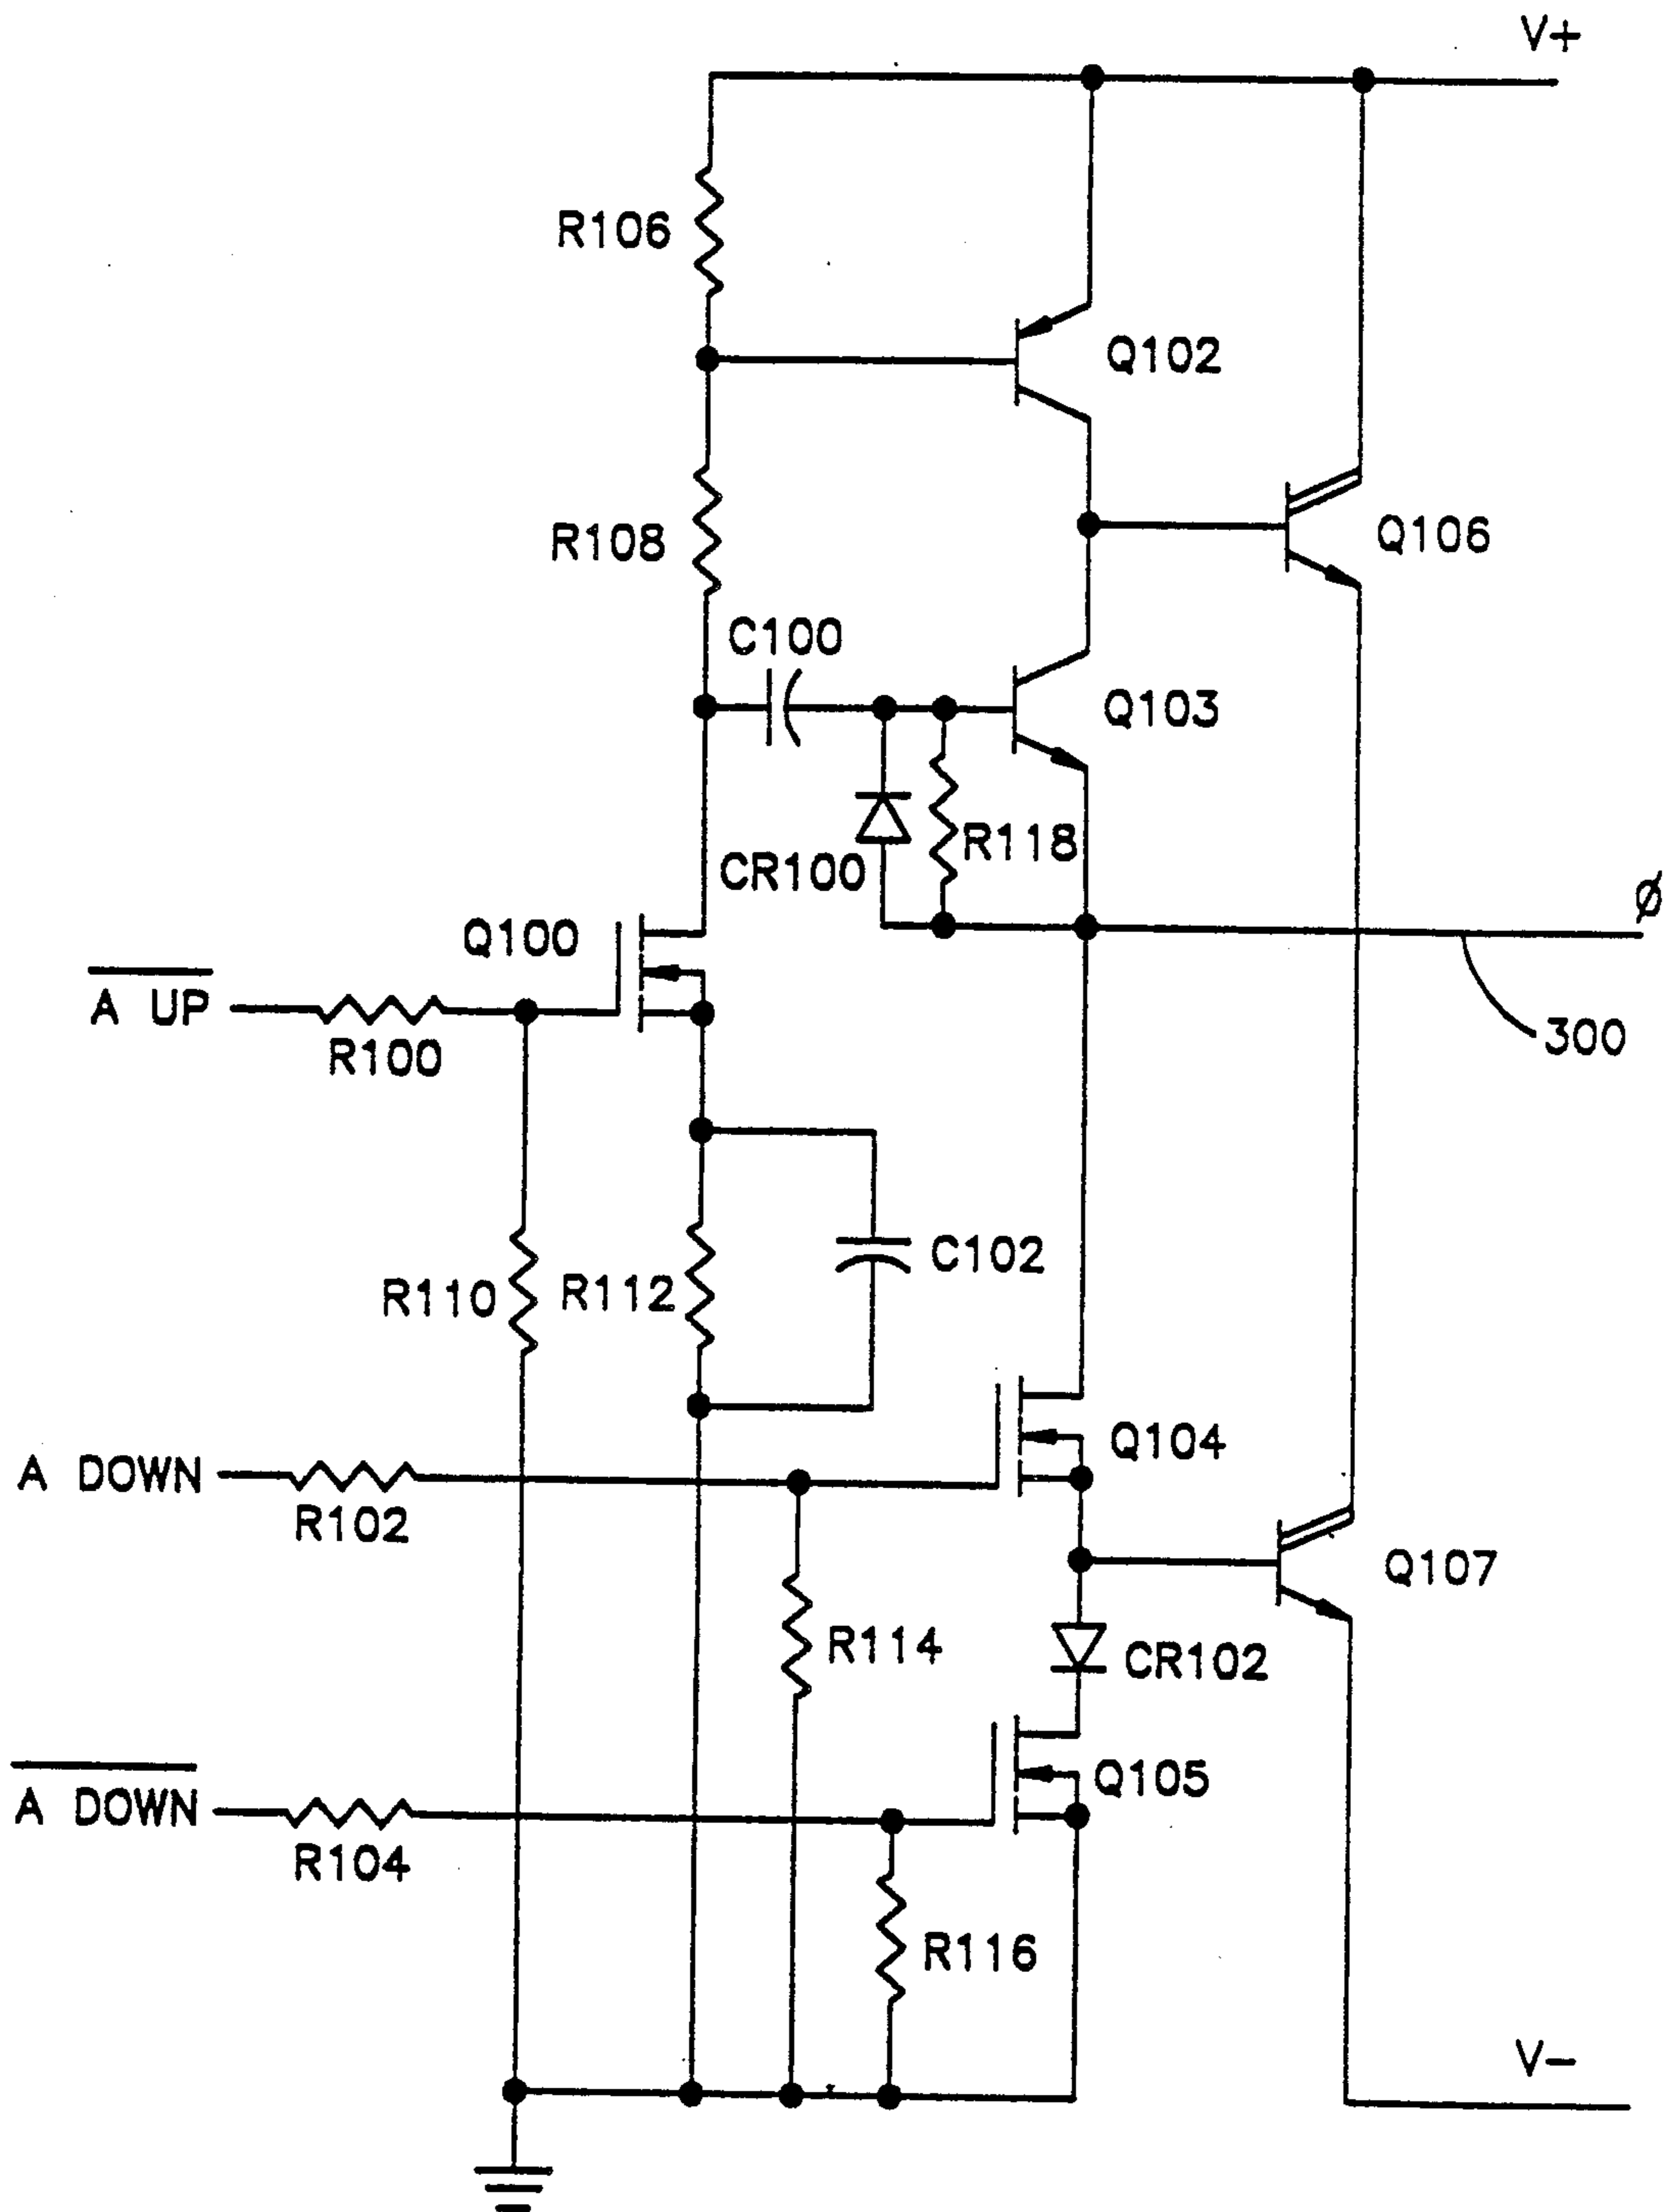 V+
R106
Q102
R108
Q106
C100
Q103
CR100
R118
Q100
Ø
A UP
R100
300
R110
R112
C102
A DOWN
R102
Q104
Q107
R114
CR102
A DOWN
R104
Q105
R116
V-